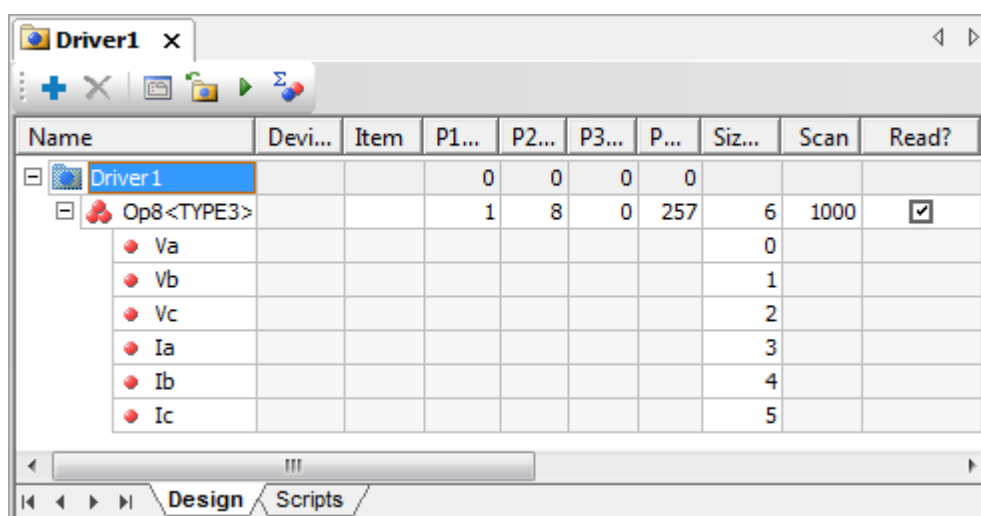 Driver1 X
Name Devi... Item P1... P2... P3... P... Siz... Scan Read?
Driver1 0 0 0 0
Op8<TYPE3> 1 8 0 257 6 1000
Va 0
Vb 1
Vc 2
Ia 3
Ib 4
Ic 5
Design Scripts